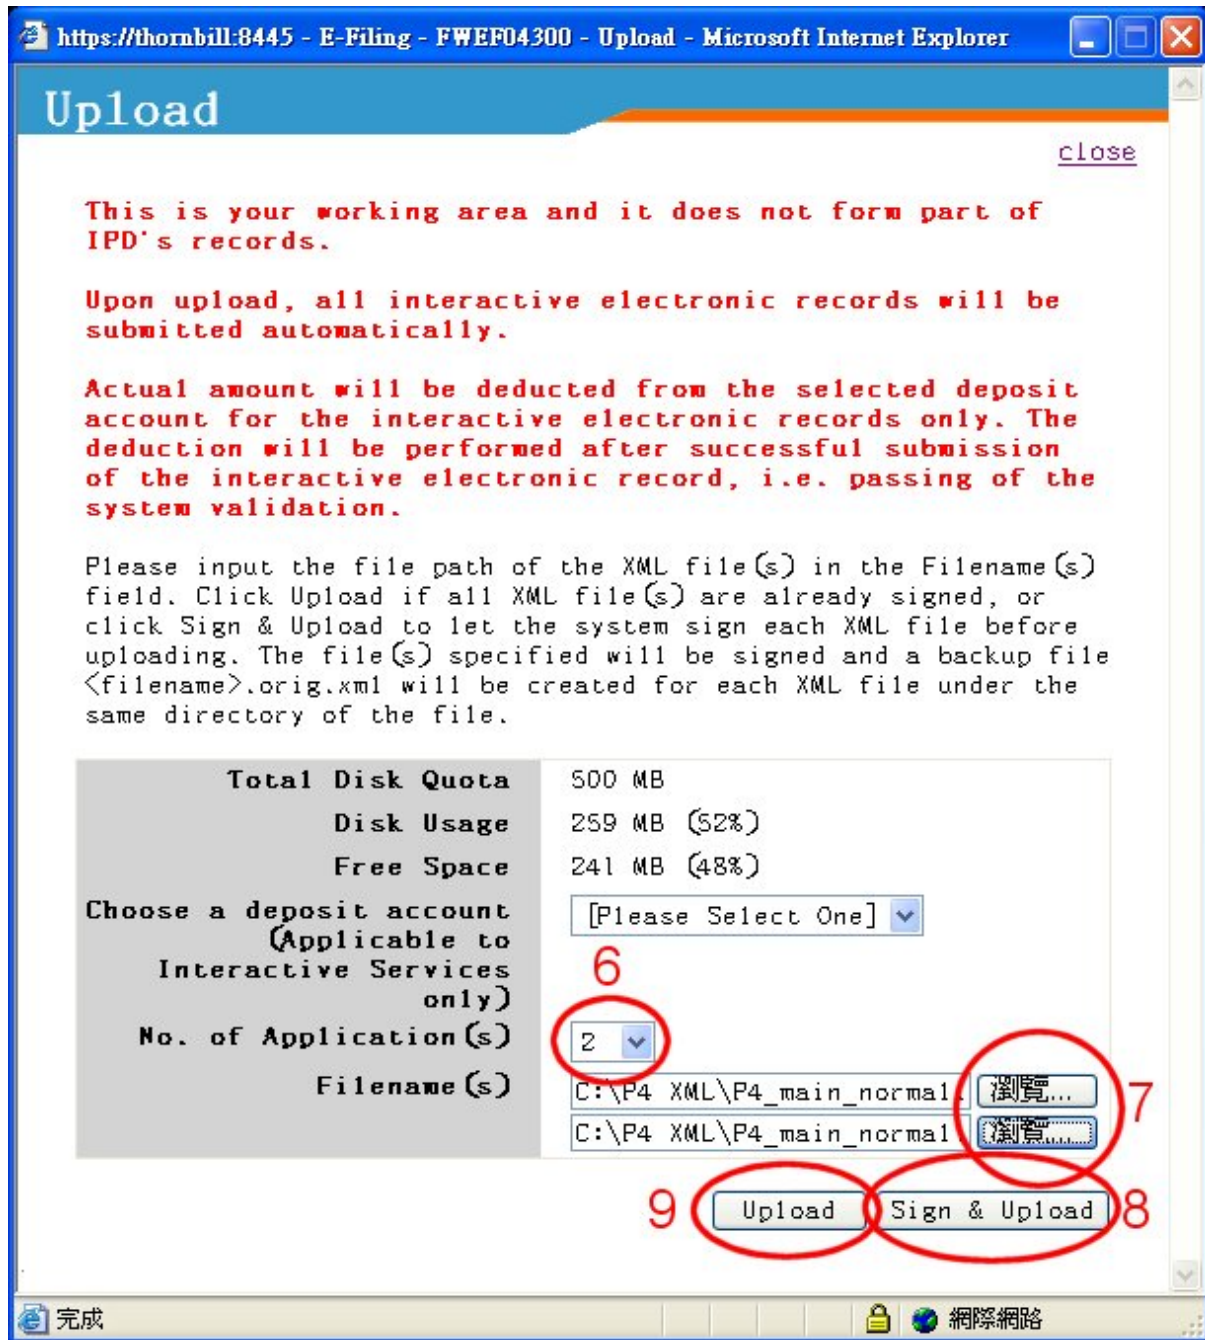 https://thornbill:8445 - E-Filing - FWEF04300 - Upload - Microsoft Internet Explorer
Upload
close
This is your working area and it does not form part of
IPD's records.
Upon upload, all interactive electronic records will be
submitted automatically.
Actual amount will be deducted from the selected deposit
account for the interactive electronic records only. The
deduction will be performed after successful submission
of the interactive electronic record, i.e. passing of the
system validation.
Please input the file path of the XML file(s) in the Filename(s)
field. Click Upload if all XML file(s) are already signed, or
click Sign & Upload to let the system sign each XML file before
uploading. The file(s) specified will be signed and a backup file
<filename>.orig.xml will be created for each XML file under the
same directory of the file.
Total Disk Quota 500 MB
Disk Usage 259 MB (52%)
Free Space 241 MB (48%)
Choose a deposit account [Please Select One]
(Applicable to
Interactive Services 6
only)
No. of Application(s) 2
Filename(s) C:\P4 XML\P4_main_normal. 瀏覽... 7
C:\P4 XML\P4_main_normal. 瀏覽...
9 Upload Sign & Upload 8
完成 網際網路